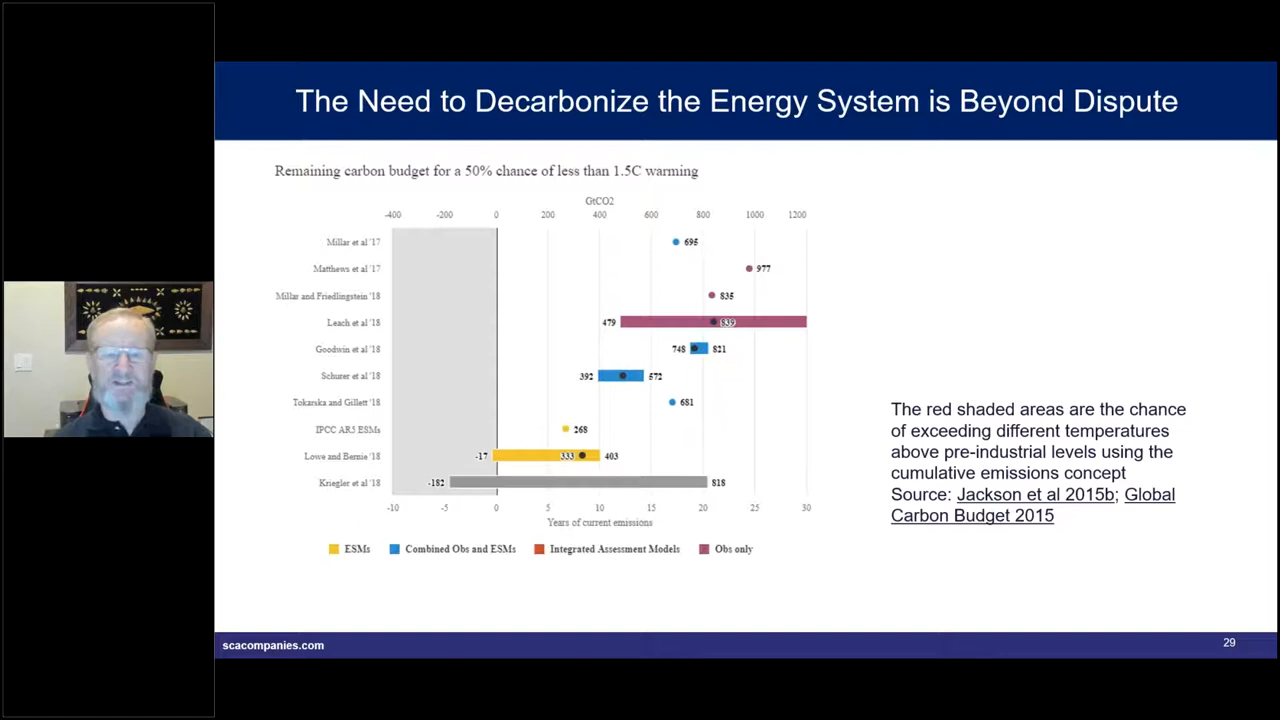 The Need to Decarbonize the Energy System is Beyond Dispute
Remaining carbon budget for a 50% chance of less than 1.5C warming
GtCO2
-400 -200 0 200 400 600 800 1000 1200
Millar et al '17 695
Matthews et al '17 977
Millar and Friedlingstein '18 835
Leach et al '18 479 839
Goodwin et al '18 748 821
Schurer et al '18 392 572
Tokarska and Gillett '18 681
IPCC AR5 ESMs 268
Lowe and Bernie '18 -17 333 403
Kriegler et al '18 -182 818
-10 -5 0 5 10 15 20 25 30
Years of current emissions
ESMs Combined Obs and ESMs Integrated Assessment Models Obs only
The red shaded areas are the chance
of exceeding different temperatures
above pre-industrial levels using the
cumulative emissions concept
Source: Jackson et al 2015b; Global
Carbon Budget 2015
scacompanies.com
29